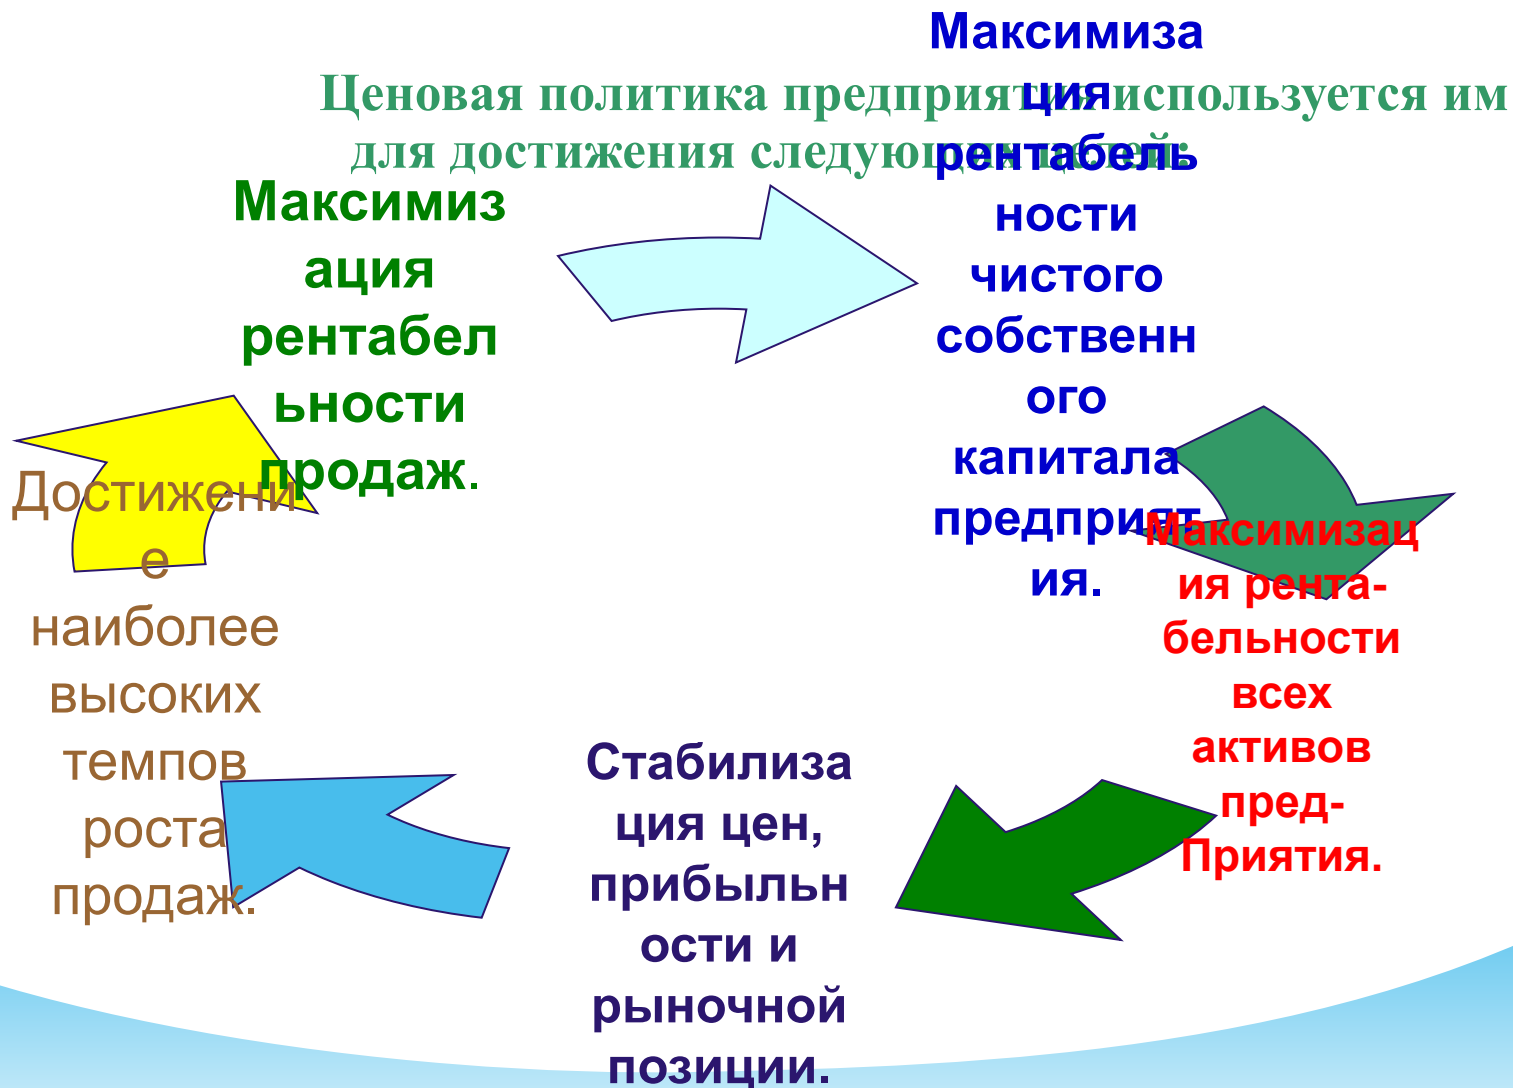 Ценовая политика предприятия используется им
для достижения следующих целей:
Максимиз
ация
рентабел
ьности
продаж.
Максимиза
ция
рентабель
ности
чистого
собственн
ого
капитала
предприят
ия.
Максимизац
ия рента-
бельности
всех
активов
пред-
Приятия.
Стабилиза
ция цен,
прибыльн
ости и
рыночной
позиции.
Достижени
е
наиболее
высоких
темпов
роста
продаж.